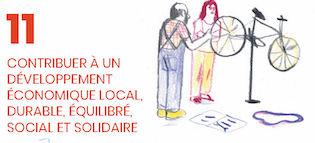 11
CONTRIBUER À UN
DÉVELOPPEMENT
ÉCONOMIQUE LOCAL,
DURABLE, ÉQUILIBRÉ,
SOCIAL ET SOLIDAIRE